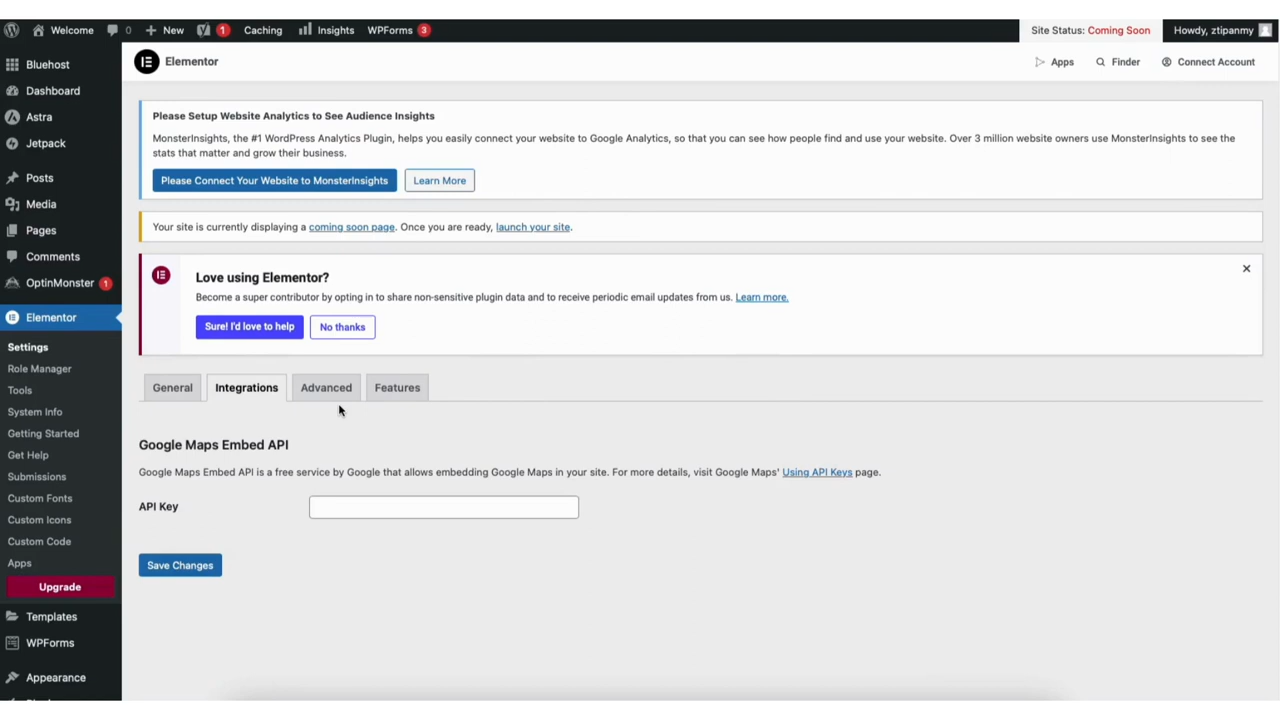 Welcome 0 New 1 Caching Insights WPForms 3 Site Status: Coming Soon Howdy, ztipanmy
Bluehost
Dashboard
Astra
Jetpack
Posts
Media
Pages
Comments
OptinMonster 1
Elementor
Settings
Role Manager
Tools
System Info
Getting Started
Get Help
Submissions
Custom Fonts
Custom Icons
Custom Code
Apps
Upgrade
Templates
WPForms
Appearance
Elementor Apps Finder Connect Account
Please Setup Website Analytics to See Audience Insights
MonsterInsights, the #1 WordPress Analytics Plugin, helps you easily connect your website to Google Analytics, so that you can see how people find and use your website. Over 3 million website owners use MonsterInsights to see the
stats that matter and grow their business.
Please Connect Your Website to MonsterInsights Learn More
Your site is currently displaying a coming soon page. Once you are ready, launch your site.
Love using Elementor?
Become a super contributor by opting in to share non-sensitive plugin data and to receive periodic email updates from us. Learn more.
Sure! I'd love to help No thanks
General Integrations Advanced Features
Google Maps Embed API
Google Maps Embed API is a free service by Google that allows embedding Google Maps in your site. For more details, visit Google Maps' Using API Keys page.
API Key
Save Changes